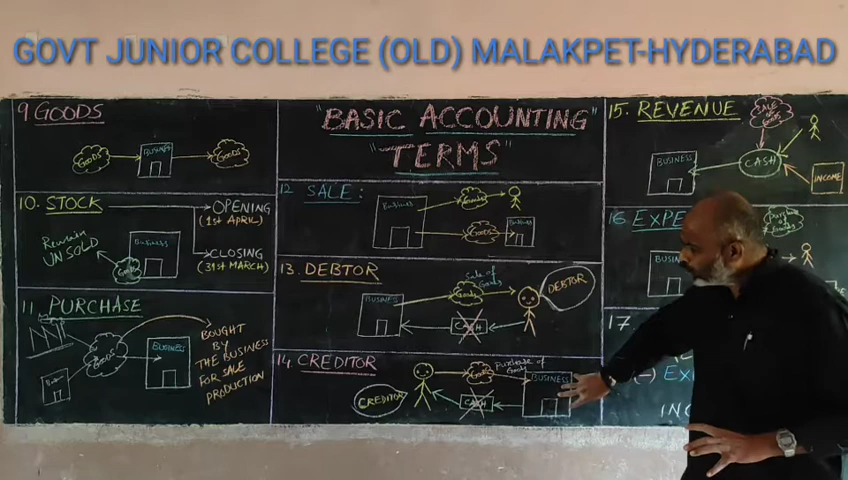 GOVT JUNIOR COLLEGE (OLD) MALAKPET-HYDERABAD
9 GOODS
GOODS
BUSINESS
GOODS
10. STOCK
OPENING
(1st APRIL)
Remain
UNSOLD
Business
Goods
CLOSING
(31st MARCH)
11. PURCHASE
GOODS
BUSINESS
BOUGHT
BY
THE BUSINESS
FOR SALE
PRODUCTION
"BASIC ACCOUNTING"
"TERMS"
12 SALE:
Business
Goods
GOODS
Business
13. DEBTOR
Sale of
Goods
BUSINESS
Goods
DEBTOR
CASH
14. CREDITOR
Purchase of
Goods
GOODS
BUSINESS
CREDITOR
CASH
15. REVENUE
SALE
OF
GOODS
BUSINESS
CASH
INCOME
16. EXPE
Purchase
of
Goods
BUSINESS
17
(-) EX
INC